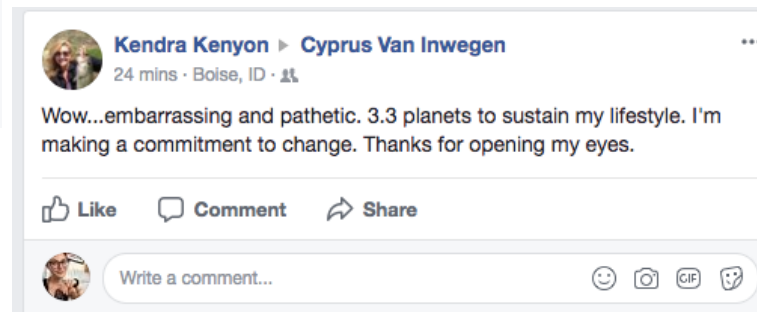 Kendra Kenyon ▸ Cyprus Van Inwegen
24 mins · Boise, ID ·
Wow...embarrassing and pathetic. 3.3 planets to sustain my lifestyle. I'm
making a commitment to change. Thanks for opening my eyes.
Like Comment Share
Write a comment...
GIF